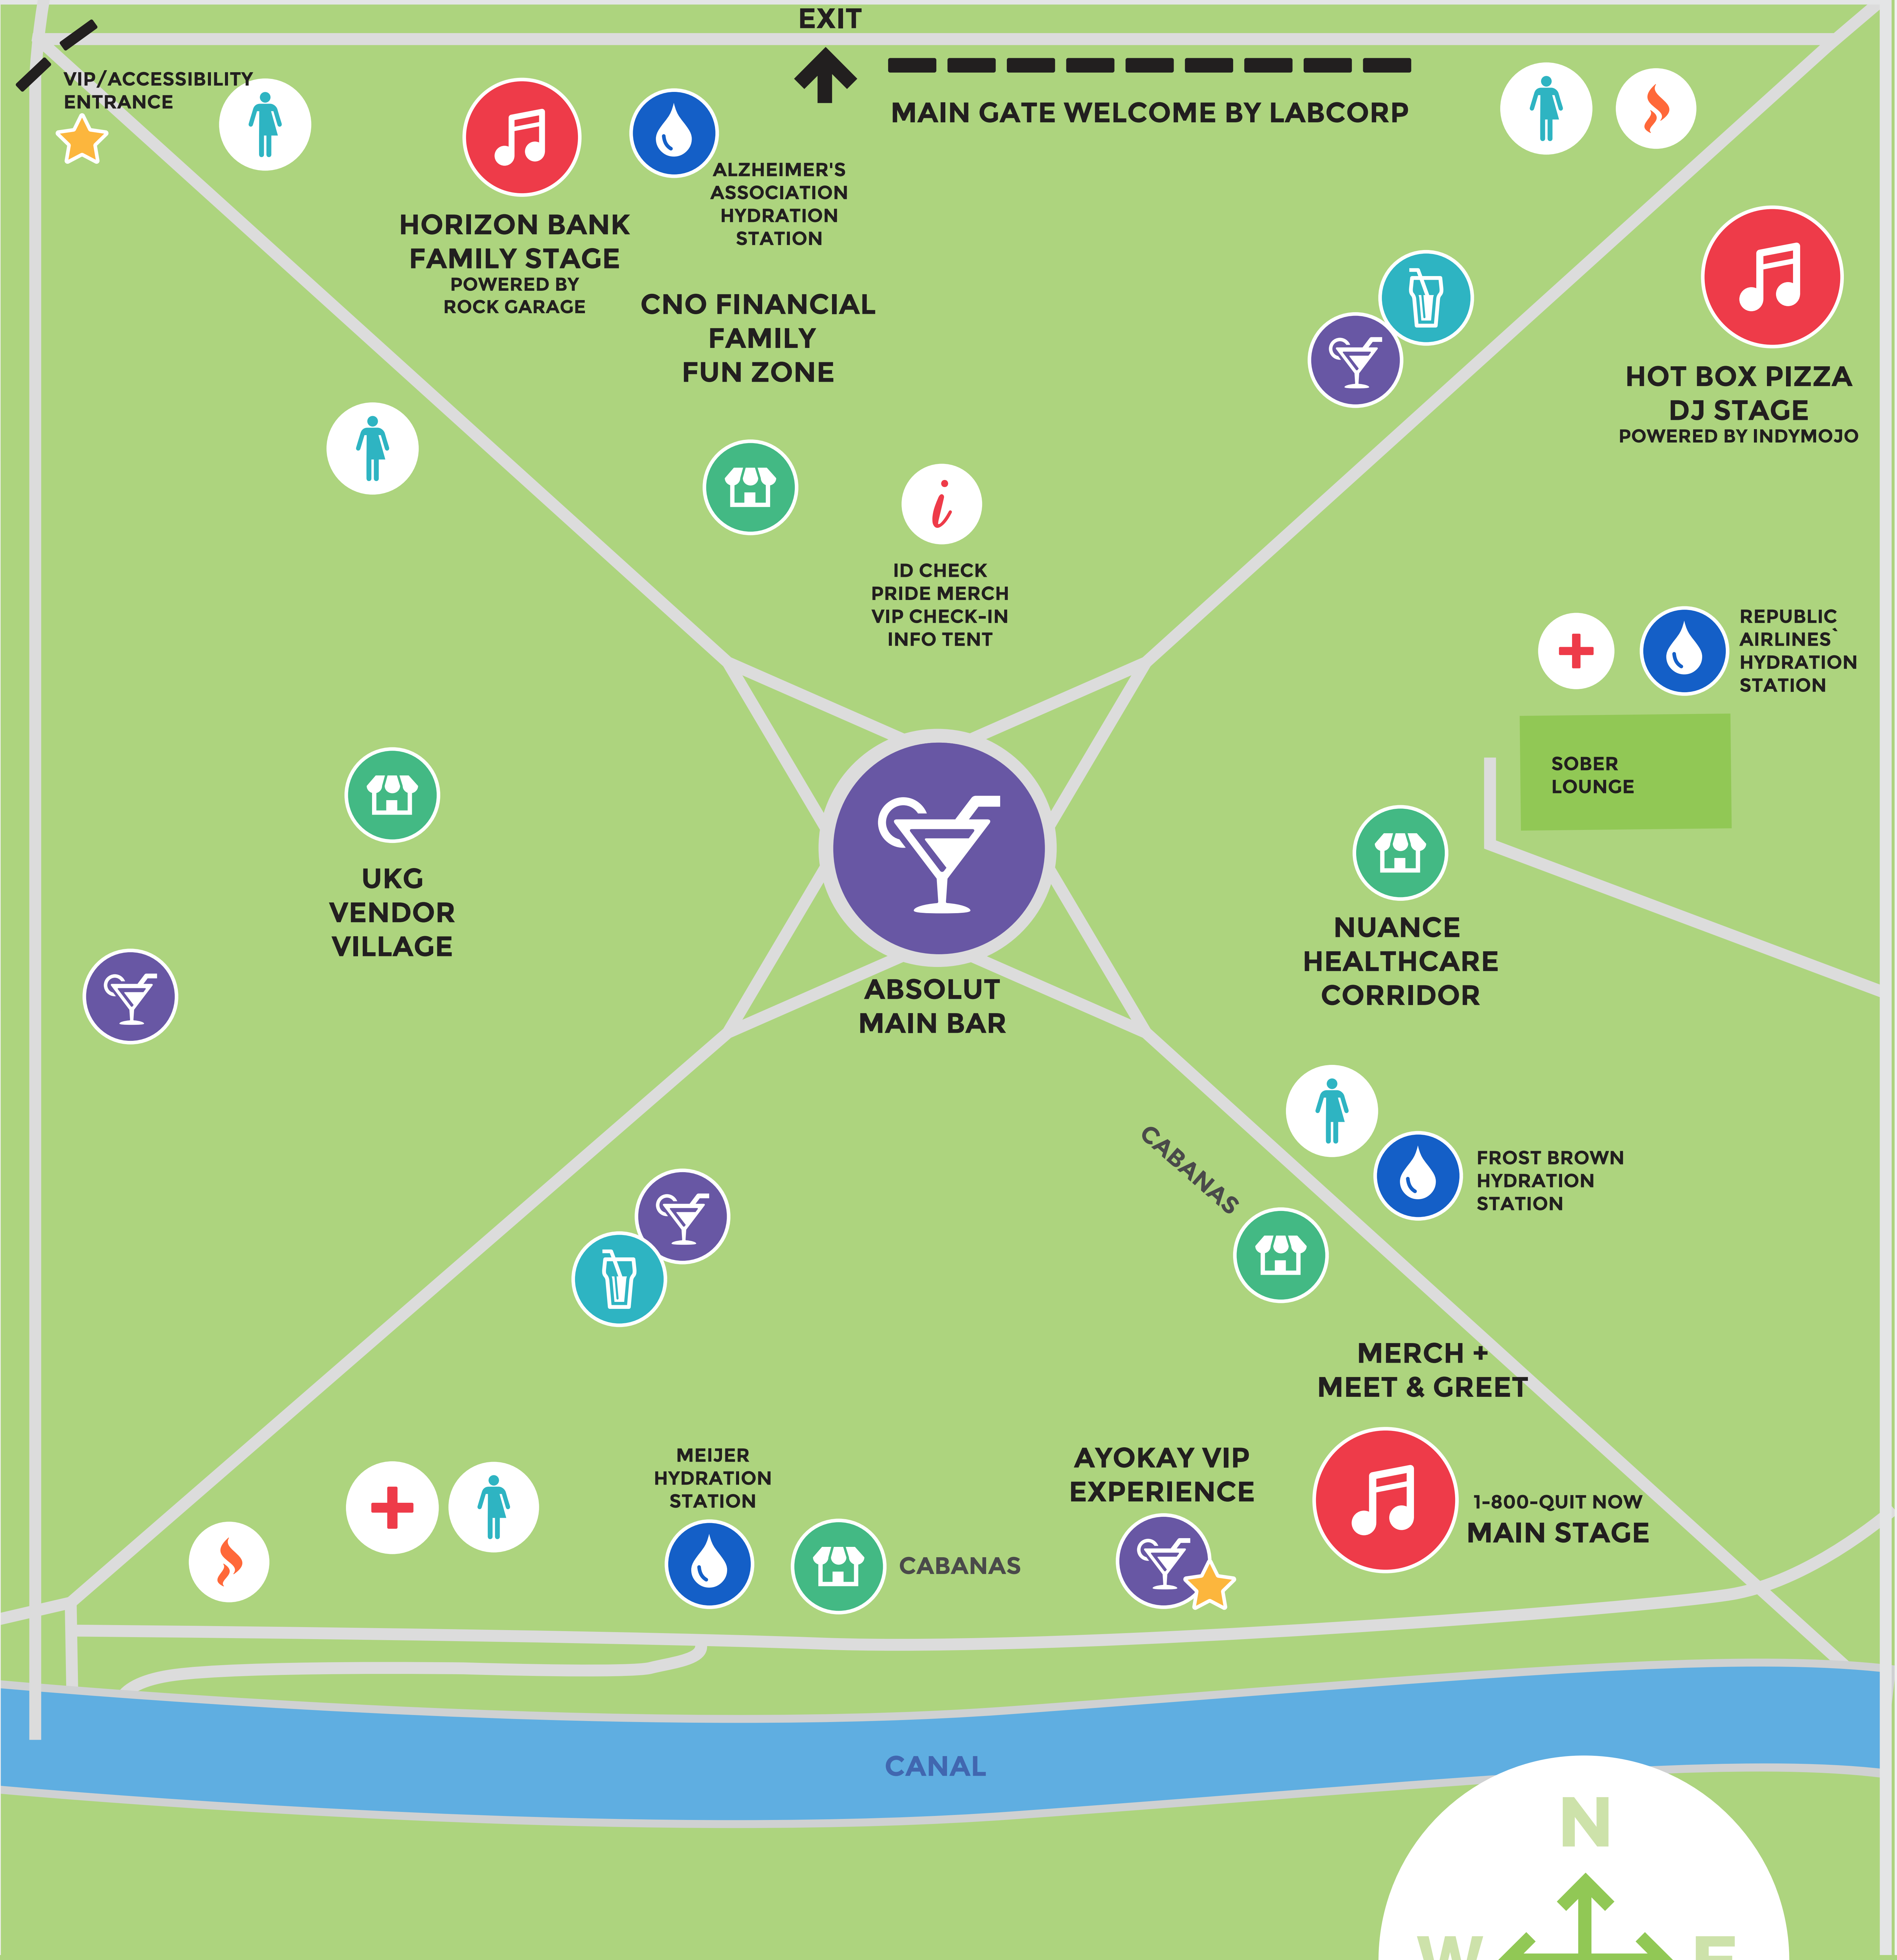 EXIT
VIP/ACCESSIBILITY
ENTRANCE
MAIN GATE WELCOME BY LABCORP
ALZHEIMER'S
ASSOCIATION
HYDRATION
STATION
HORIZON BANK
FAMILY STAGE
POWERED BY
ROCK GARAGE
CNO FINANCIAL
FAMILY
FUN ZONE
HOT BOX PIZZA
DJ STAGE
POWERED BY INDYMOJO
i
ID CHECK
PRIDE MERCH
VIP CHECK-IN
INFO TENT
REPUBLIC
AIRLINES`
HYDRATION
STATION
SOBER
LOUNGE
UKG
VENDOR
VILLAGE
NUANCE
HEALTHCARE
CORRIDOR
ABSOLUT
MAIN BAR
CABANAS
FROST BROWN
HYDRATION
STATION
MERCH +
MEET & GREET
MEIJER
HYDRATION
STATION
AYOKAY VIP
EXPERIENCE
1-800-QUIT NOW
MAIN STAGE
CABANAS
CANAL
N
W E